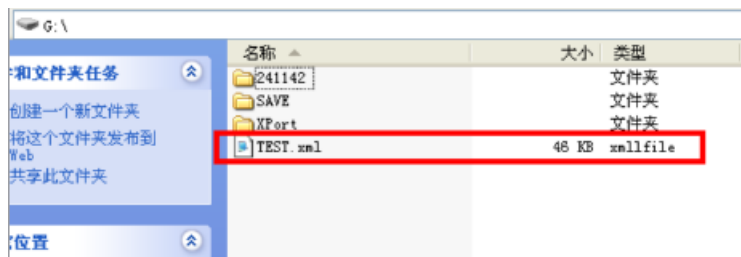 G:\
名称 大小 类型
和文件夹任务
241142 文件夹
SAVE 文件夹
创建一个新文件夹
XPort 文件夹
将这个文件夹发布到
Web
TEST.xml 46 KB xmllfile
共享此文件夹
位置